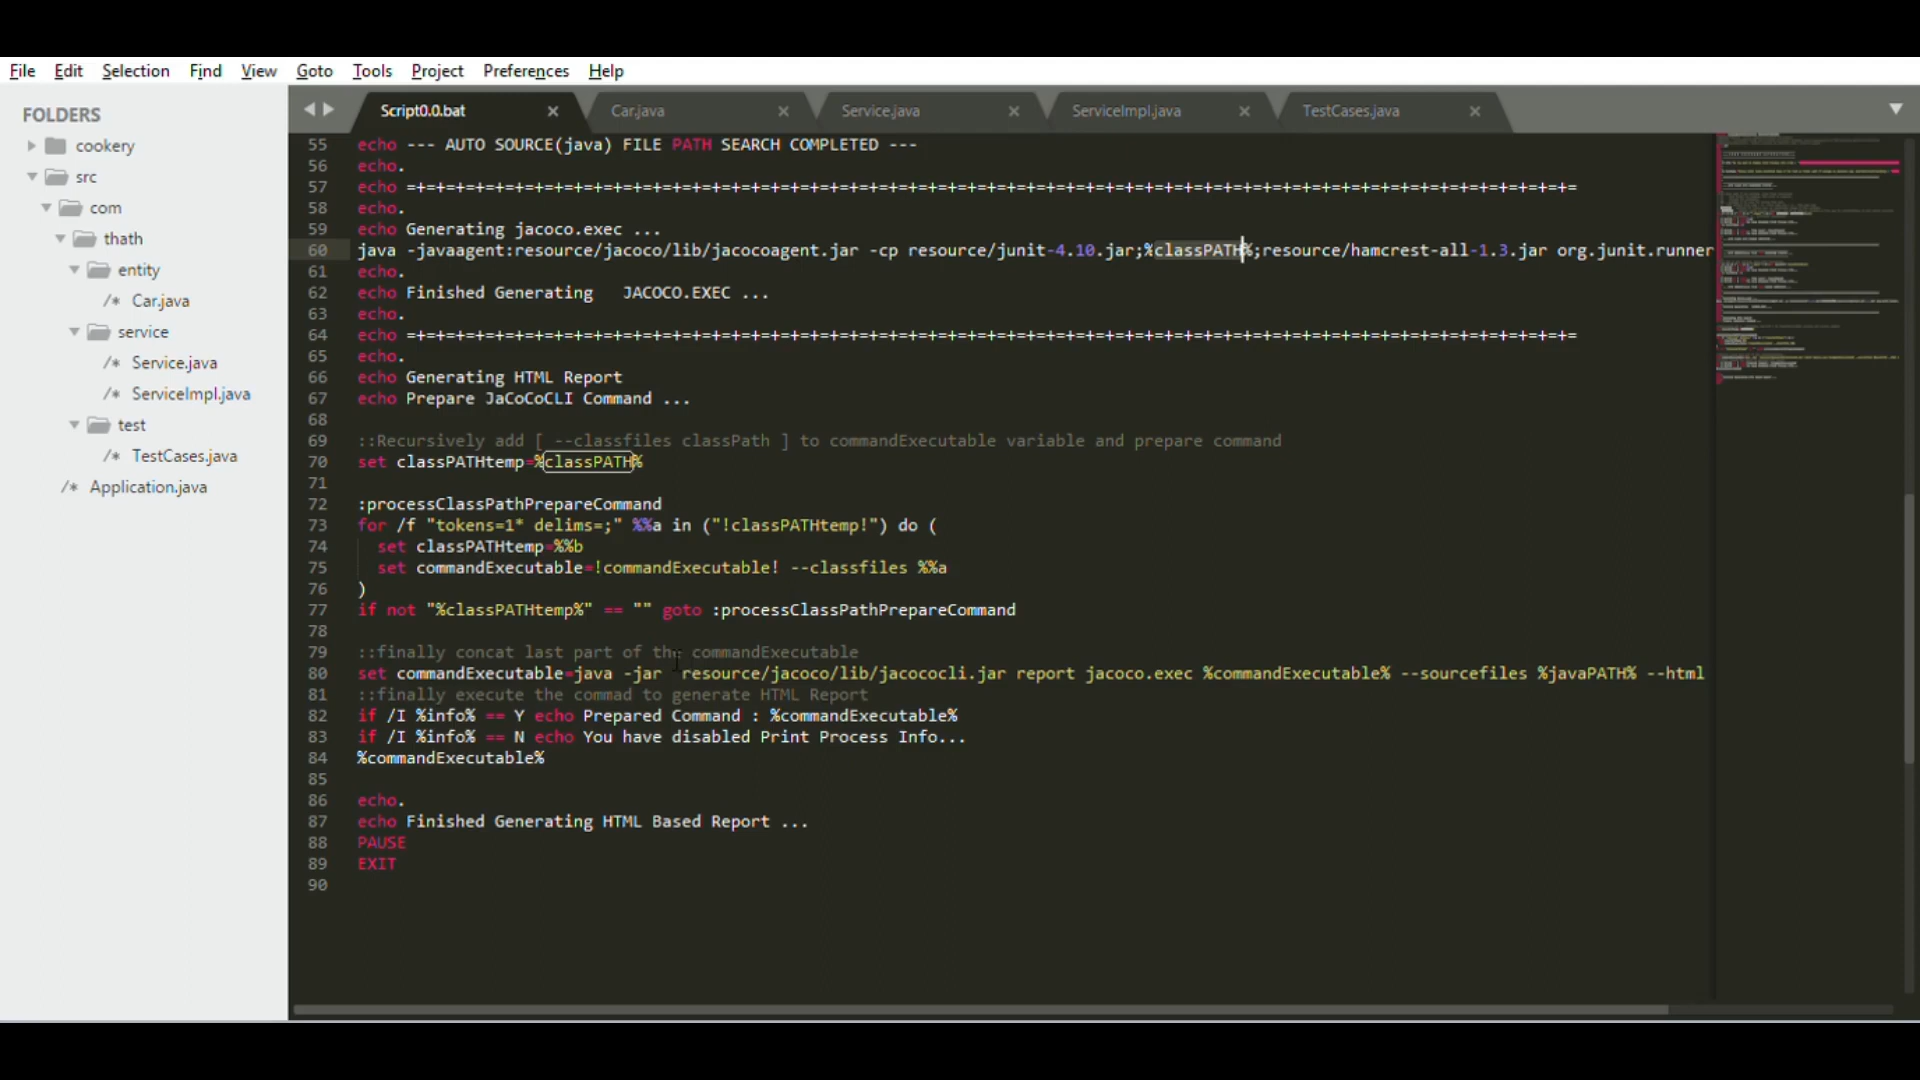 File Edit Selection Find View Goto Tools Project Preferences Help
FOLDERS
cookery
src
com
thath
entity
/* Car.java
service
/* Service.java
/* ServiceImpl.java
test
/* TestCases.java
/* Application.java
Script0.0.bat × Car.java × Service.java × ServiceImpl.java × TestCases.java ×
55 echo --- AUTO SOURCE(java) FILE PATH SEARCH COMPLETED ---
56 echo.
57 echo =+=+=+=+=+=+=+=+=+=+=+=+=+=+=+=+=+=+=+=+=+=+=+=+=+=+=+=+=+=+=+=+=+=+=+=+=+=+=+=+=+=+=+=+=+=+=+=+=+=+=+=+=+=+=+=+=+=+=+=
58 echo.
59 echo Generating jacoco.exec ...
60 java -javaagent:resource/jacoco/lib/jacocoagent.jar -cp resource/junit-4.10.jar;%classPATH%;resource/hamcrest-all-1.3.jar org.junit.runner
61 echo.
62 echo Finished Generating   JACOCO.EXEC ...
63 echo.
64 echo =+=+=+=+=+=+=+=+=+=+=+=+=+=+=+=+=+=+=+=+=+=+=+=+=+=+=+=+=+=+=+=+=+=+=+=+=+=+=+=+=+=+=+=+=+=+=+=+=+=+=+=+=+=+=+=+=+=+=+=
65 echo.
66 echo Generating HTML Report
67 echo Prepare JaCoCoCLI Command ...
68
69 ::Recursively add [ --classfiles classPath ] to commandExecutable variable and prepare command
70 set classPATHtemp=%classPATH%
71
72 :processClassPathPrepareCommand
73 for /f "tokens=1* delims=;" %%a in ("!classPATHtemp!") do (
74   set classPATHtemp=%%b
75   set commandExecutable=!commandExecutable! --classfiles %%a
76 )
77 if not "%classPATHtemp%" == "" goto :processClassPathPrepareCommand
78
79 ::finally concat last part of the commandExecutable
80 set commandExecutable=java -jar  resource/jacoco/lib/jacococli.jar report jacoco.exec %commandExecutable% --sourcefiles %javaPATH% --html
81 ::finally execute the commad to generate HTML Report
82 if /I %info% == Y echo Prepared Command : %commandExecutable%
83 if /I %info% == N echo You have disabled Print Process Info...
84 %commandExecutable%
85
86 echo.
87 echo Finished Generating HTML Based Report ...
88 PAUSE
89 EXIT
90